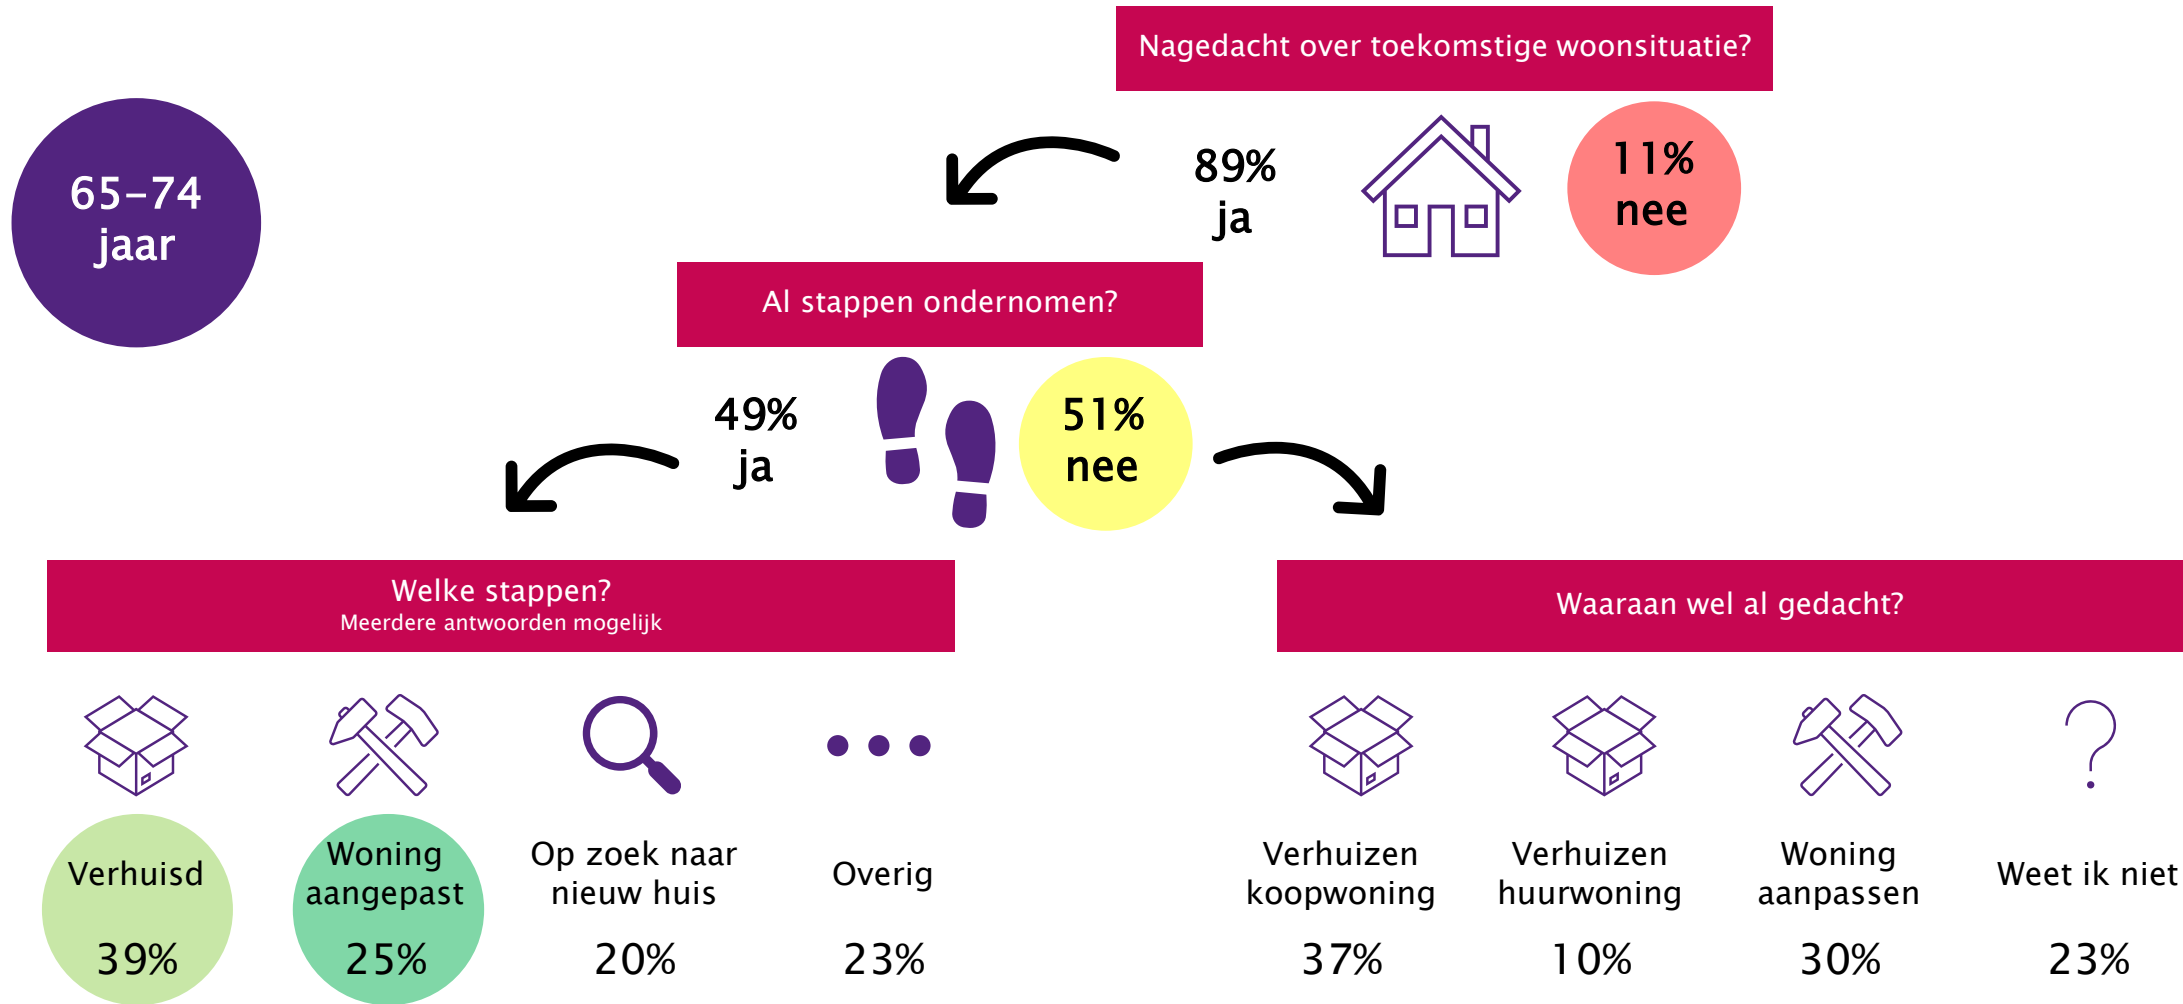 Nagedacht over toekomstige woonsituatie?
65-74
jaar
89%
ja
11%
nee
Al stappen ondernomen?
49%
ja
51%
nee
Welke stappen?
Meerdere antwoorden mogelijk
Verhuisd
39%
Woning
aangepast
25%
Op zoek naar
nieuw huis
20%
Overig
23%
Waaraan wel al gedacht?
Verhuizen
koopwoning
37%
Verhuizen
huurwoning
10%
Woning
aanpassen
30%
Weet ik niet
23%